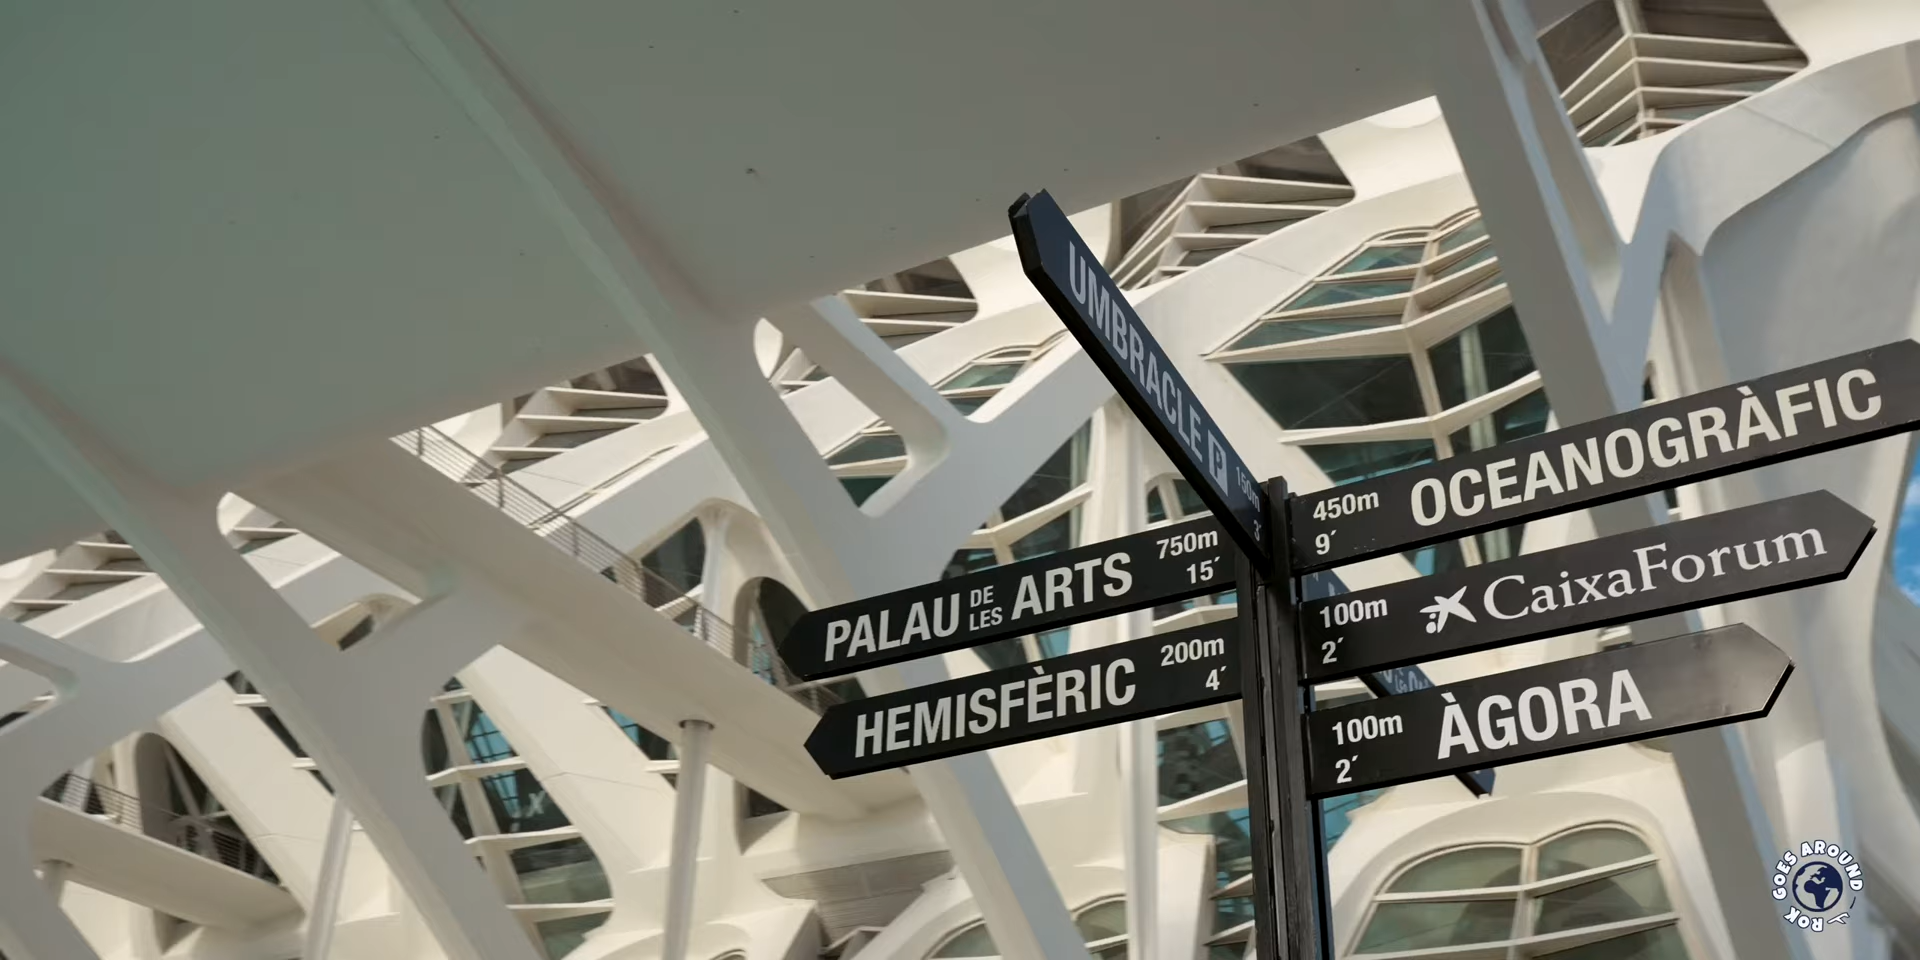 UMBRACLE P 150m
3′
450m OCEANOGRÀFIC
9′
PALAU DE LES ARTS 750m
15′
100m CaixaForum
2′
HEMISFÈRIC 200m
4′
100m ÀGORA
2′
ROK GOES AROUND